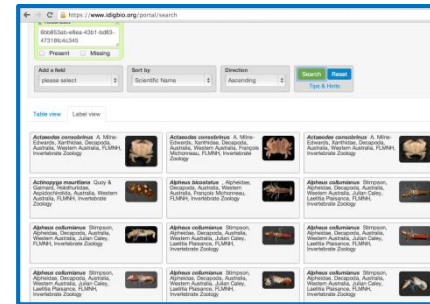 https://www.idigbio.org/portal/search
Present Missing
Add a field
please select
Sort by
Scientific Name
Direction
Ascending
Search Reset
Tips & Hints
Table view Label view
Actaeodes consobrinus A. Milne-
Edwards, Xanthidae, Decapoda,
Australia, Western Australia, FLMNH,
Invertebrate Zoology
Actaeodes consobrinus A. Milne-
Edwards, Xanthidae, Decapoda,
Australia, Western Australia, François
Michonneau, FLMNH, Invertebrate
Zoology
Actaeodes consobrinus A. Milne-
Edwards, Xanthidae, Decapoda,
Australia, Western Australia, FLMNH,
Invertebrate Zoology
Actinopyga mauritiana Quoy &
Gaimard, Holothuriidae,
Aspidochirotida, Australia, Western
Australia, FLMNH, Invertebrate
Zoology
Alpheus bicostatus , Alpheidae,
Decapoda, Australia, Western
Australia, François Michonneau,
FLMNH, Invertebrate Zoology
Alpheus collumianus Stimpson,
Alpheidae, Decapoda, Australia,
Western Australia, Julian Caley,
Laetitia Plaisance, FLMNH,
Invertebrate Zoology
Alpheus collumianus Stimpson,
Alpheidae, Decapoda, Australia,
Western Australia, Julian Caley,
FLMNH, Invertebrate Zoology
Alpheus collumianus Stimpson,
Alpheidae, Decapoda, Australia,
Western Australia, Julian Caley,
Laetitia Plaisance, FLMNH,
Invertebrate Zoology
Alpheus collumianus Stimpson,
Alpheidae, Decapoda, Australia,
Western Australia, Julian Caley,
Laetitia Plaisance, FLMNH,
Invertebrate Zoology
Alpheus collumianus Stimpson,
Alpheidae, Decapoda, Australia,
Western Australia, Julian Caley,
Laetitia Plaisance, FLMNH,
Invertebrate Zoology
Alpheus collumianus Stimpson,
Alpheidae, Decapoda, Australia,
Western Australia, Julian Caley,
Laetitia Plaisance, FLMNH,
Invertebrate Zoology
Alpheus collumianus Stimpson,
Alpheidae, Decapoda, Australia,
Western Australia, Julian Caley,
Laetitia Plaisance, FLMNH,
Invertebrate Zoology